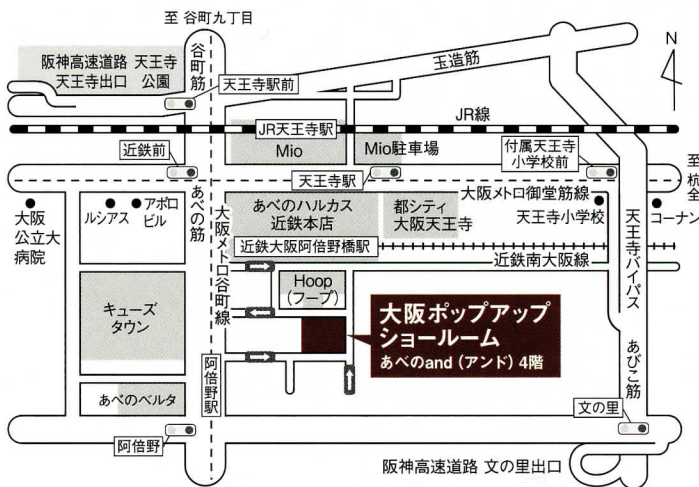 至 谷町九丁目
阪神高速道路
天王寺出口
天王寺
公園
谷町筋
天王寺駅前
玉造筋
N
JR線
JR天王寺駅
Mio
Mio駐車場
近鉄前
天王寺駅
付属天王寺
小学校前
至
杭全
大阪メトロ御堂筋線
大阪
公立大
病院
ルシアス
アポロ
ビル
あべの筋
大阪メトロ谷町線
あべのハルカス
近鉄本店
都シティ
大阪天王寺
天王寺小学校
コーナン
天王寺バイパス
近鉄大阪阿倍野橋駅
近鉄南大阪線
キューズ
タウン
Hoop
(フープ)
大阪ポップアップ
ショールーム
あべのand（アンド）4階
あびこ筋
阿倍野駅
あべのベルタ
阿倍野
文の里
阪神高速道路 文の里出口